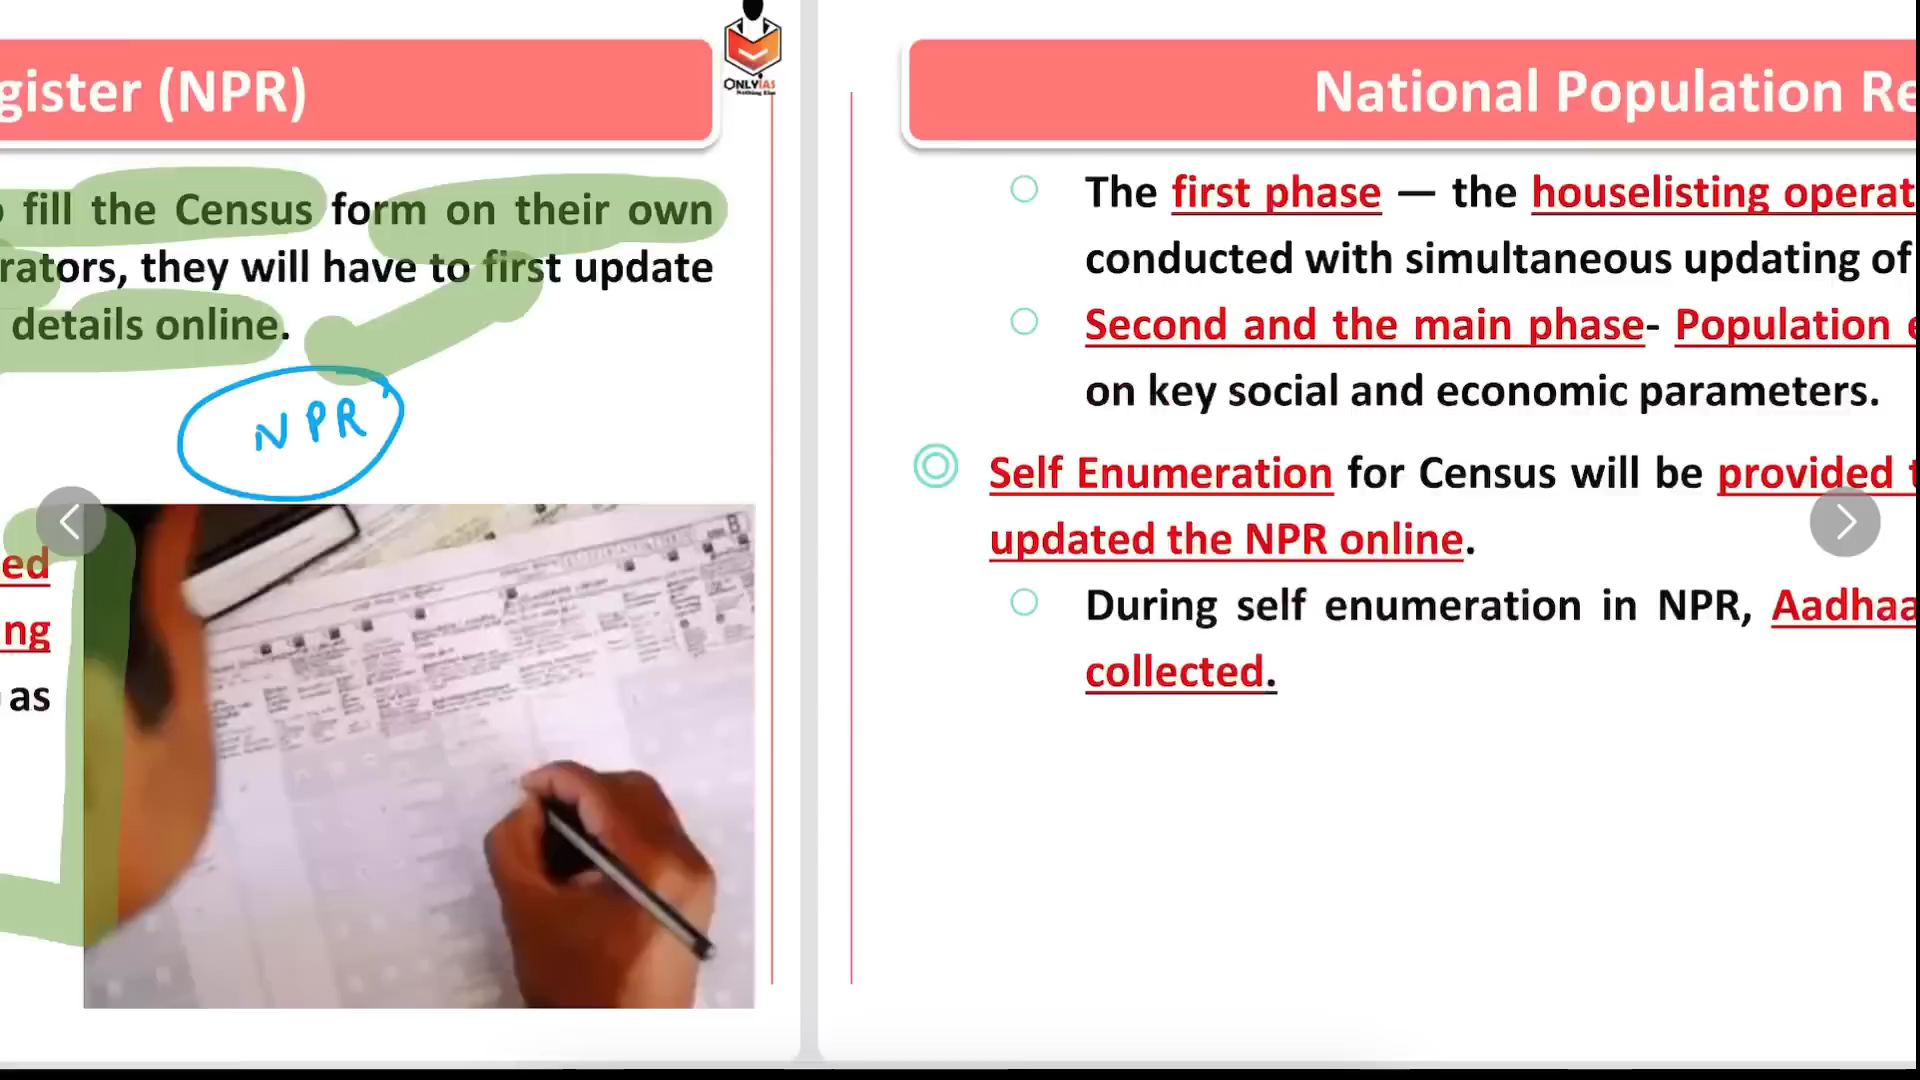 gister (NPR)
ONLYIAS
Nothing Else
fill the Census form on their own
rators, they will have to first update
details online.
NPR
ed
ng
as
National Population Re
The first phase — the houselisting operat
conducted with simultaneous updating of
Second and the main phase- Population e
on key social and economic parameters.
Self Enumeration for Census will be provided t
updated the NPR online.
During self enumeration in NPR, Aadhaa
collected.